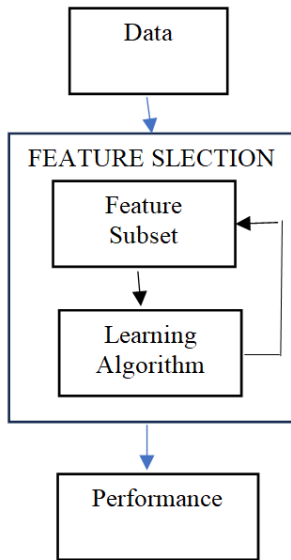 Data
FEATURE SLECTION
Feature
Subset
Learning
Algorithm
Performance